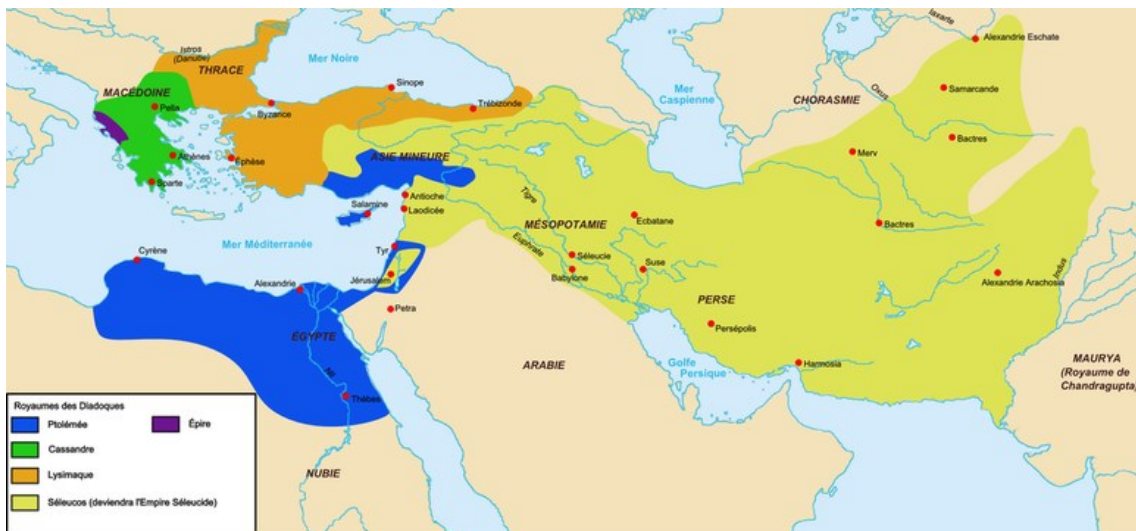 Istros
(Danube)
THRACE
Mer Noire
MACÉDOINE
Pella
Byzance
Sinope
Trébizonde
Mer
Caspienne
CHORASMIE
Iaxarte
Alexandrie Eschate
Oxus
Samarcande
Bactres
Merv
Athènes
Éphèse
Sparte
ASIE MINEURE
Antioche
Laodicée
Salamine
Tigre
MÉSOPOTAMIE
Ecbatane
Bactres
Mer Méditerranée
Cyrène
Tyr
Euphrate
Séleucie
Babylone
Suse
Indus
Alexandrie Arachosia
Alexandrie
Jérusalem
Petra
PERSE
Persépolis
ÉGYPTE
Nil
Thèbes
ARABIE
Golfe
Persique
Harmosia
MAURYA
(Royaume de
Chandragupta)
NUBIE
Royaumes des Diadoques
Ptolémée
Épire
Cassandre
Lysimaque
Séleucos (deviendra l'Empire Séleucide)